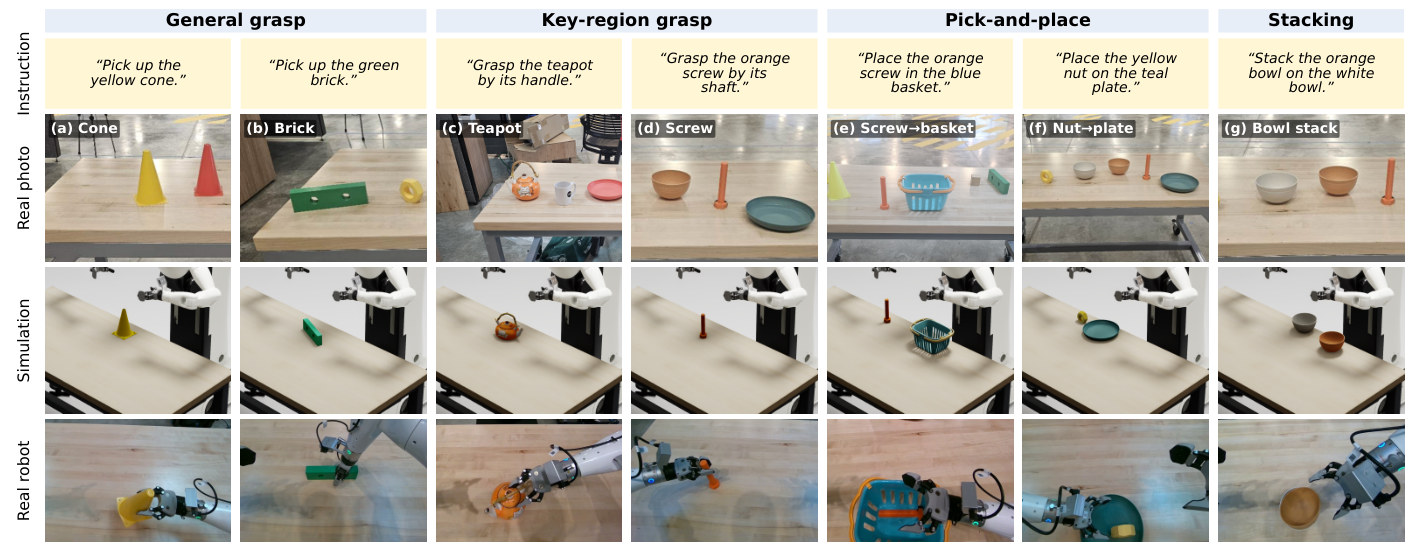 General grasp
Key-region grasp
Pick-and-place
Stacking
Instruction
“Pick up the
yellow cone.”
“Pick up the green
brick.”
“Grasp the teapot
by its handle.”
“Grasp the orange
screw by its
shaft.”
“Place the orange
screw in the blue
basket.”
“Place the yellow
nut on the teal
plate.”
“Stack the orange
bowl on the white
bowl.”
Real photo
(a) Cone
(b) Brick
(c) Teapot
(d) Screw
(e) Screw→basket
(f) Nut→plate
(g) Bowl stack
Simulation
Real robot